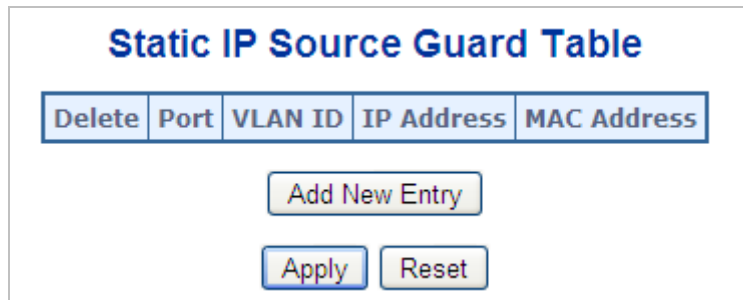 Static IP Source Guard Table
Delete Port VLAN ID IP Address MAC Address
Add New Entry
Apply Reset